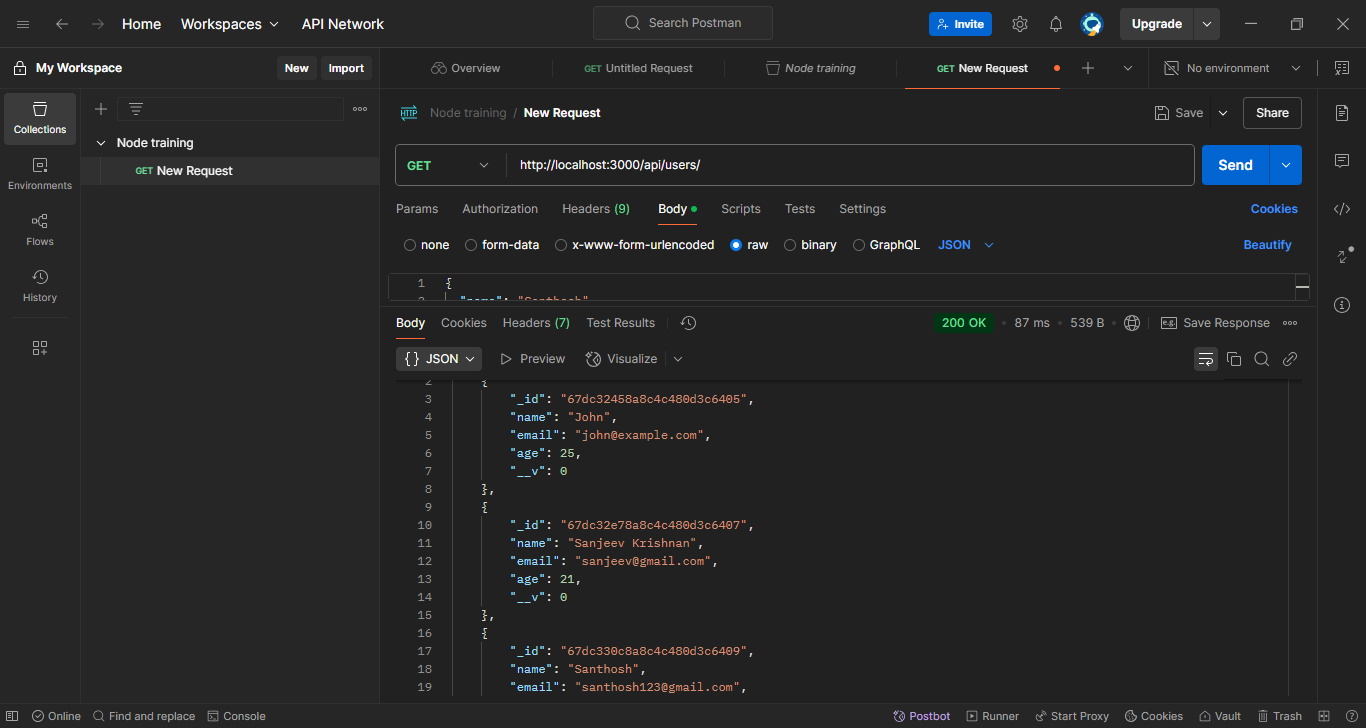 Home Workspaces API Network Search Postman Invite Upgrade
My Workspace New Import Overview GET Untitled Request Node training GET New Request No environment
Collections
Environments
Flows
History
Node training
GET New Request
HTTP Node training / New Request Save Share
GET http://localhost:3000/api/users/ Send
Params Authorization Headers (9) Body Scripts Tests Settings Cookies
none form-data x-www-form-urlencoded raw binary GraphQL JSON Beautify
1 {
2 "name": "Santhosh"
Body Cookies Headers (7) Test Results 200 OK 87 ms 539 B e.g. Save Response
{} JSON Preview Visualize
2 {
3 "_id": "67dc32458a8c4c480d3c6405",
4 "name": "John",
5 "email": "john@example.com",
6 "age": 25,
7 "__v": 0
8 },
9 {
10 "_id": "67dc32e78a8c4c480d3c6407",
11 "name": "Sanjeev Krishnan",
12 "email": "sanjeev@gmail.com",
13 "age": 21,
14 "__v": 0
15 },
16 {
17 "_id": "67dc330c8a8c4c480d3c6409",
18 "name": "Santhosh",
19 "email": "santhosh123@gmail.com",
Online Find and replace Console Postbot Runner Start Proxy Cookies Vault Trash